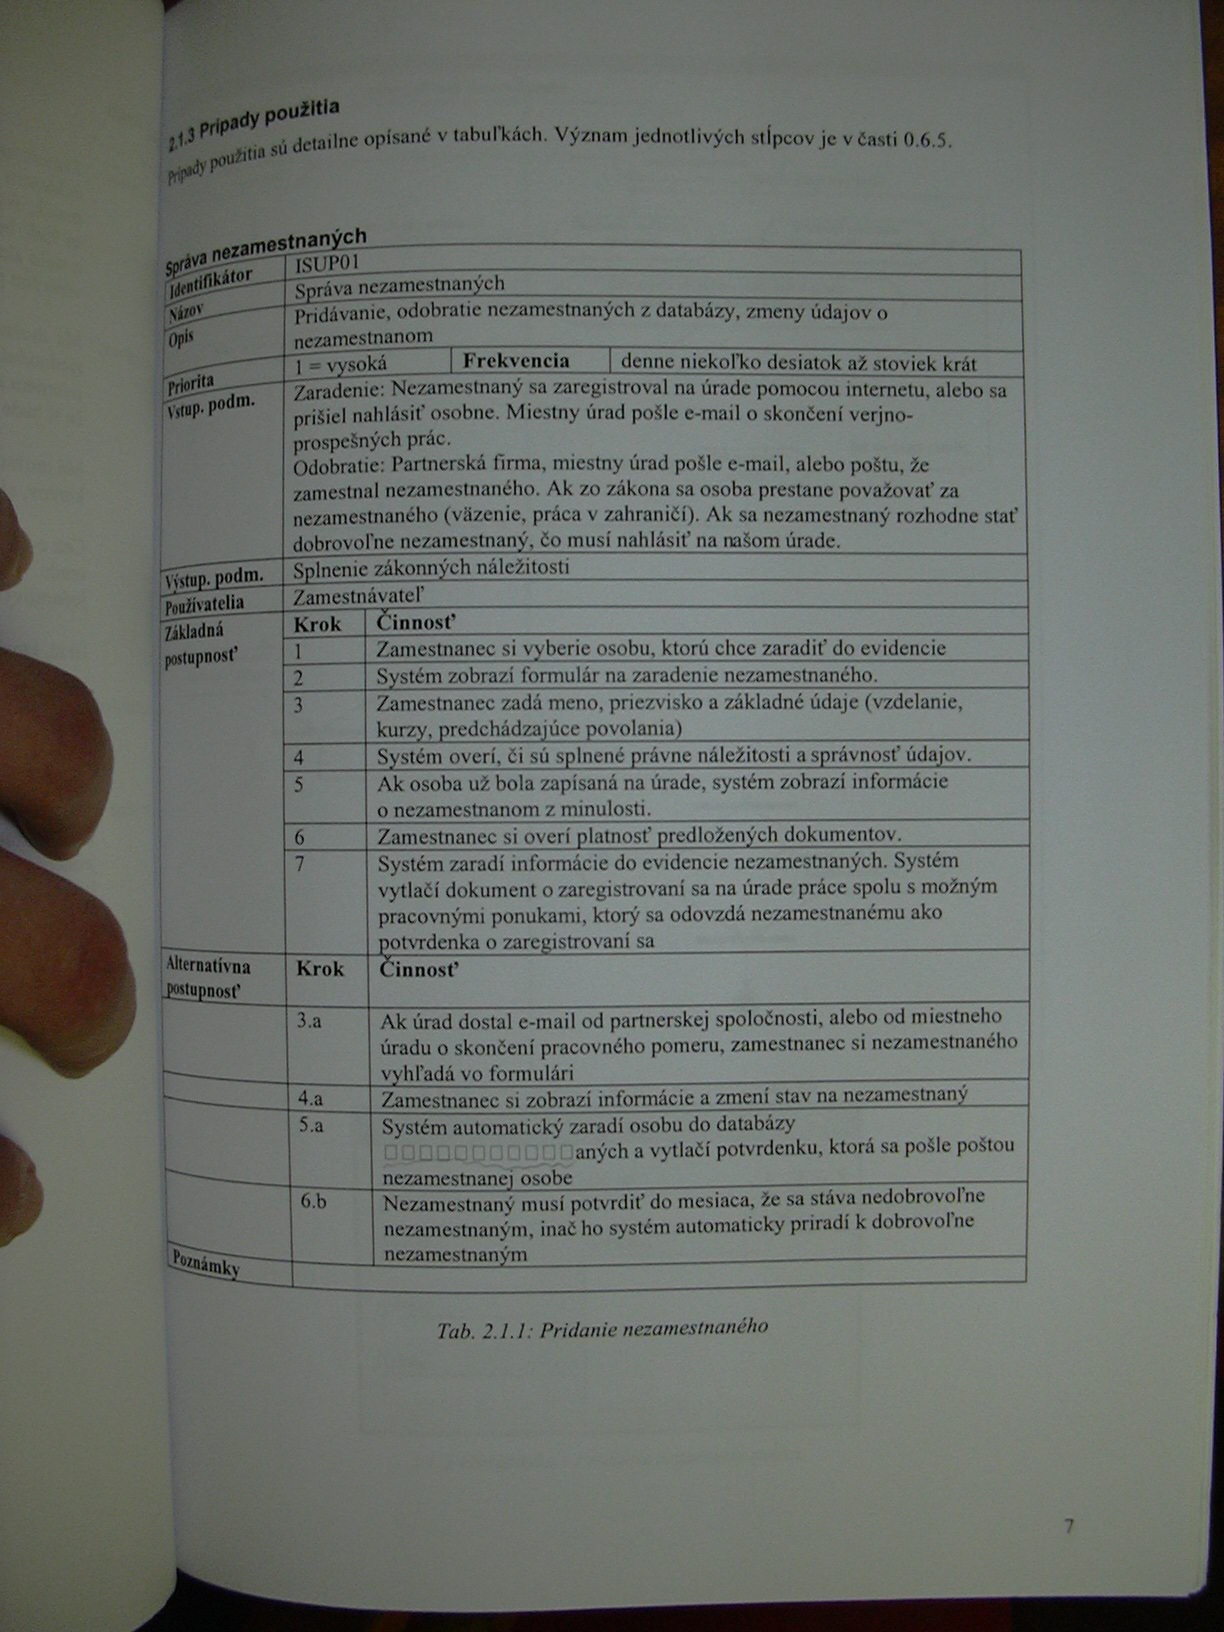 2.1.3 Prípady použitia
Prípady použitia sú detailne opísané v tabuľkách. Význam jednotlivých stĺpcov je v časti 0.6.5.
Správa nezamestnaných
Identifikátor ISUP01
Názov Správa nezamestnaných
Opis Pridávanie, odobratie nezamestnaných z databázy, zmeny údajov o
nezamestnanom
Priorita 1 = vysoká Frekvencia denne niekoľko desiatok až stoviek krát
Vstup. podm. Zaradenie: Nezamestnaný sa zaregistroval na úrade pomocou internetu, alebo sa
prišiel nahlásiť osobne. Miestny úrad pošle e-mail o skončení verjno-
prospešných prác.
Odobratie: Partnerská firma, miestny úrad pošle e-mail, alebo poštu, že
zamestnal nezamestnaného. Ak zo zákona sa osoba prestane považovať za
nezamestnaného (väzenie, práca v zahraničí). Ak sa nezamestnaný rozhodne stať
dobrovoľne nezamestnaný, čo musí nahlásiť na našom úrade.
Výstup. podm. Splnenie zákonných náležitosti
Používatelia Zamestnávateľ
Základná Krok Činnosť
postupnosť 1 Zamestnanec si vyberie osobu, ktorú chce zaradiť do evidencie
2 Systém zobrazí formulár na zaradenie nezamestnaného.
3 Zamestnanec zadá meno, priezvisko a základné údaje (vzdelanie,
kurzy, predchádzajúce povolania)
4 Systém overí, či sú splnené právne náležitosti a správnosť údajov.
5 Ak osoba už bola zapísaná na úrade, systém zobrazí informácie
o nezamestnanom z minulosti.
6 Zamestnanec si overí platnosť predložených dokumentov.
7 Systém zaradí informácie do evidencie nezamestnaných. Systém
vytlačí dokument o zaregistrovaní sa na úrade práce spolu s možným
pracovnými ponukami, ktorý sa odovzdá nezamestnanému ako
potvrdenka o zaregistrovaní sa
Alternatívna Krok Činnosť
postupnosť
3.a Ak úrad dostal e-mail od partnerskej spoločnosti, alebo od miestneho
úradu o skončení pracovného pomeru, zamestnanec si nezamestnaného
vyhľadá vo formulári
4.a Zamestnanec si zobrazí informácie a zmení stav na nezamestnaný
5.a Systém automatický zaradí osobu do databázy
□□□□□□□□□□□aných a vytlačí potvrdenku, ktorá sa pošle poštou
nezamestnanej osobe
6.b Nezamestnaný musí potvrdiť do mesiaca, že sa stáva nedobrovoľne
nezamestnaným, inač ho systém automaticky priradí k dobrovoľne
nezamestnaným
Poznámky
Tab. 2.1.1: Pridanie nezamestnaného
7